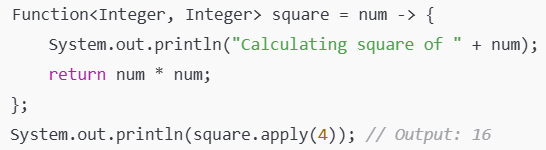 Function<Integer, Integer> square = num -> {
    System.out.println("Calculating square of " + num);
    return num * num;
};
System.out.println(square.apply(4)); // Output: 16